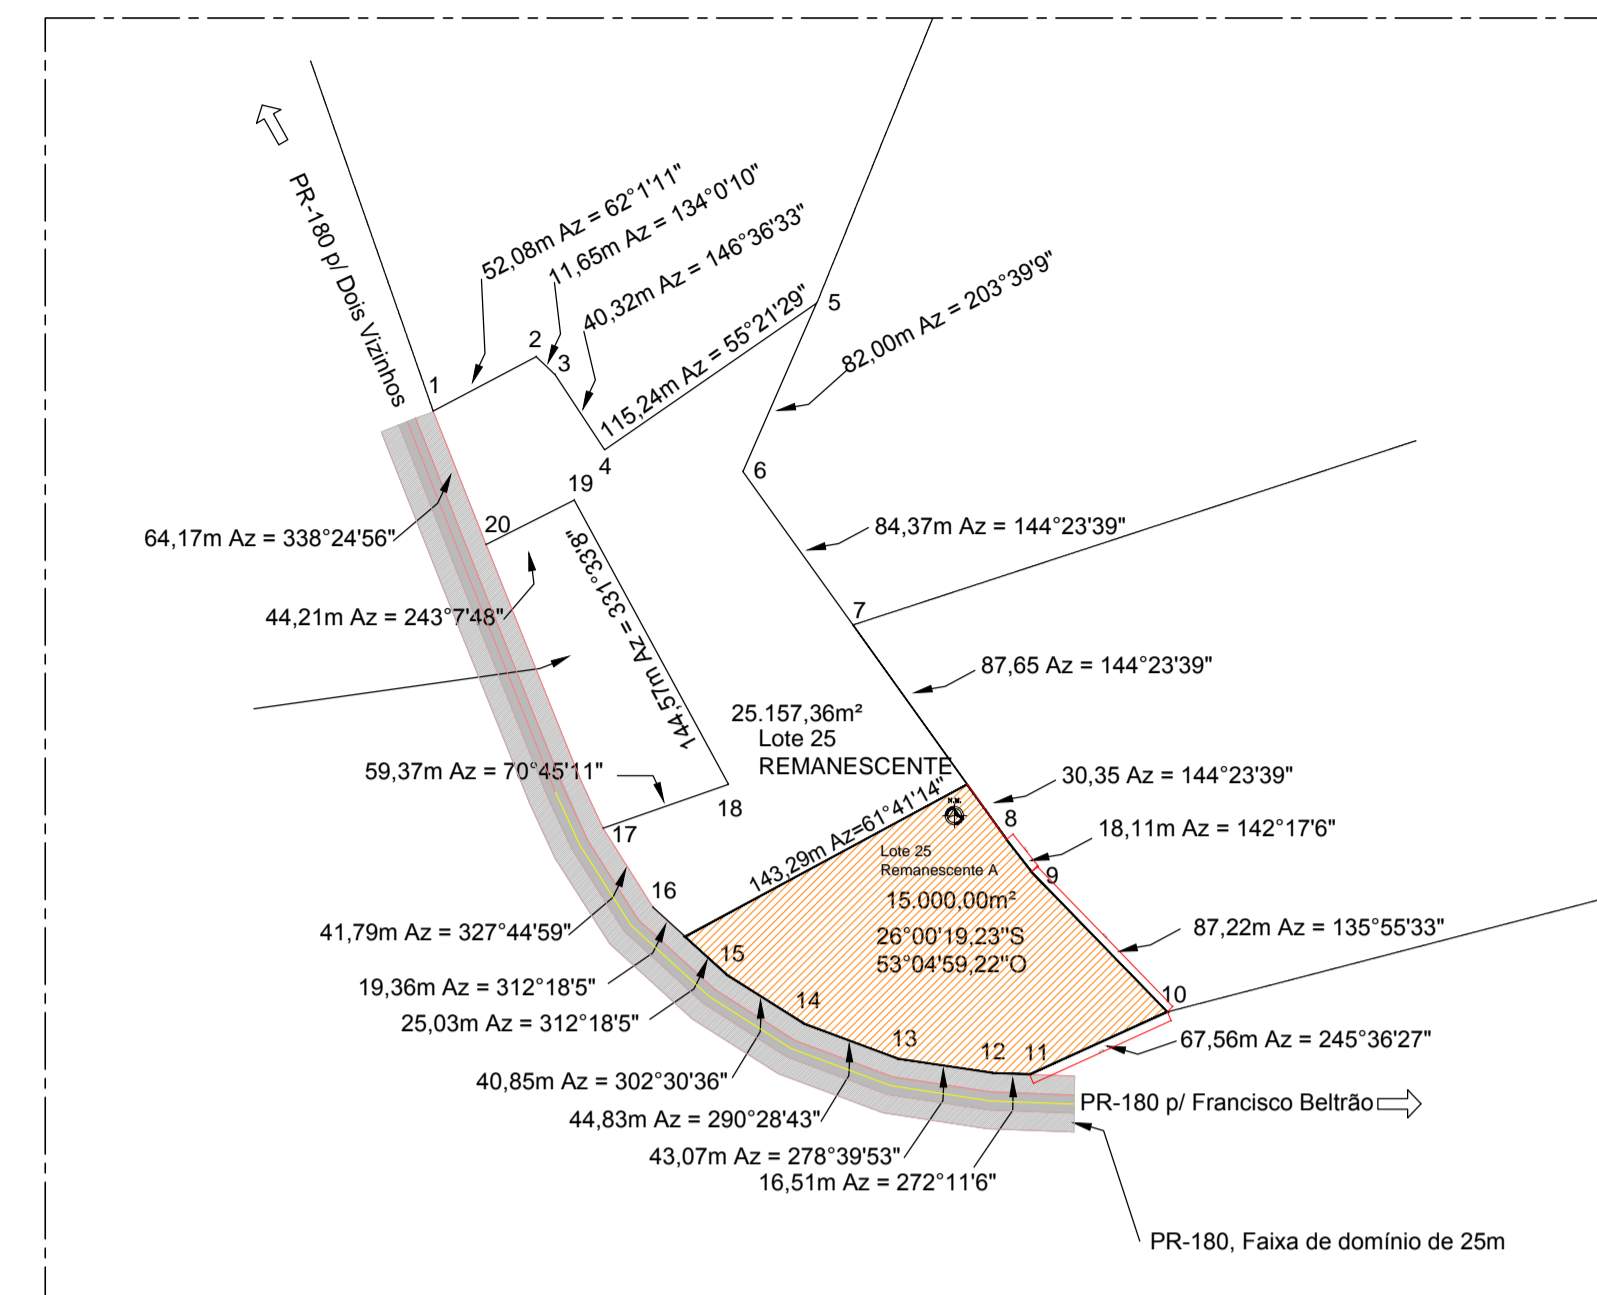 PR-180 p/ Dois Vizinhos
52,08m Az = 62°1'11"
11,65m Az = 134°0'10"
40,32m Az = 146°36'33"
115,24m Az = 55°21'29"
82,00m Az = 203°39'9"
1
2
3
4
5
6
19
20
64,17m Az = 338°24'56"
84,37m Az = 144°23'39"
44,21m Az = 243°7'48"
144,57m Az = 331°33'8"
7
87,65 Az = 144°23'39"
25.157,36m²
Lote 25
REMANESCENTE
59,37m Az = 70°45'11"
30,35 Az = 144°23'39"
18
17
143,29m Az=61°41'14"
N.M.
8
18,11m Az = 142°17'6"
Lote 25
Remanescente A
9
16
15.000,00m²
41,79m Az = 327°44'59"
87,22m Az = 135°55'33"
26°00'19,23"S
53°04'59,22"O
15
19,36m Az = 312°18'5"
10
14
25,03m Az = 312°18'5"
13
12
11
67,56m Az = 245°36'27"
40,85m Az = 302°30'36"
PR-180 p/ Francisco Beltrão
44,83m Az = 290°28'43"
43,07m Az = 278°39'53"
16,51m Az = 272°11'6"
PR-180, Faixa de domínio de 25m